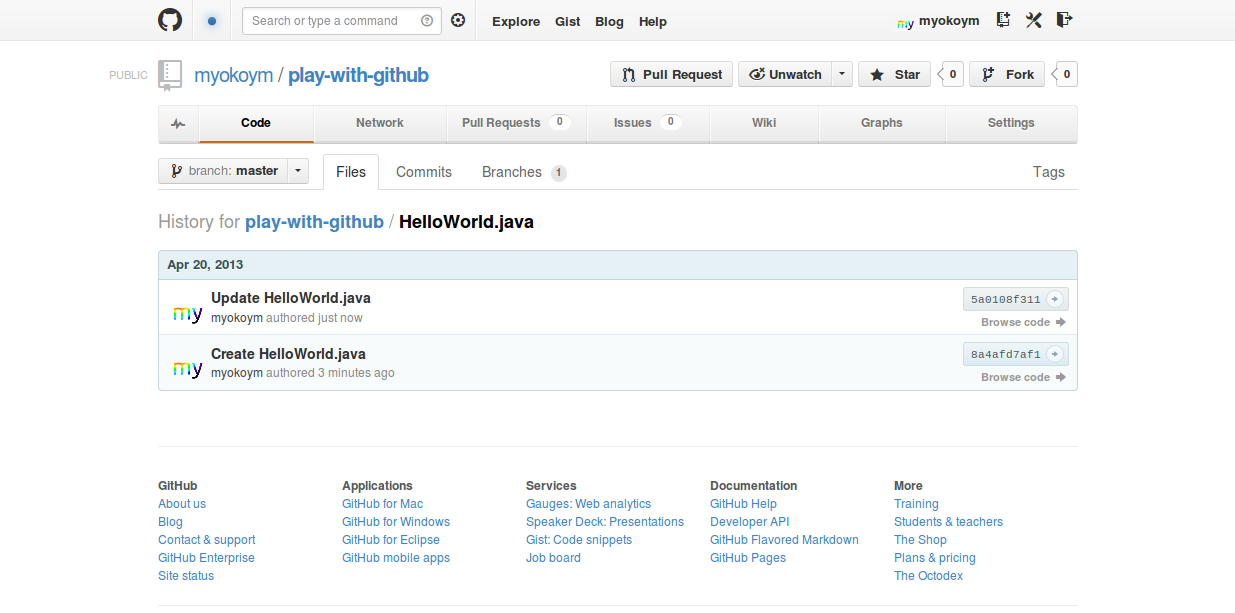 Search or type a command ? Explore Gist Blog Help my myokoym
PUBLIC myokoym / play-with-github Pull Request Unwatch Star 0 Fork 0
Code Network Pull Requests 0 Issues 0 Wiki Graphs Settings
branch: master Files Commits Branches 1 Tags
History for play-with-github / HelloWorld.java
Apr 20, 2013
Update HelloWorld.java 5a0108f311
my myokoym authored just now Browse code
Create HelloWorld.java 8a4afd7af1
my myokoym authored 3 minutes ago Browse code
GitHub
About us
Blog
Contact & support
GitHub Enterprise
Site status
Applications
GitHub for Mac
GitHub for Windows
GitHub for Eclipse
GitHub mobile apps
Services
Gauges: Web analytics
Speaker Deck: Presentations
Gist: Code snippets
Job board
Documentation
GitHub Help
Developer API
GitHub Flavored Markdown
GitHub Pages
More
Training
Students & teachers
The Shop
Plans & pricing
The Octodex